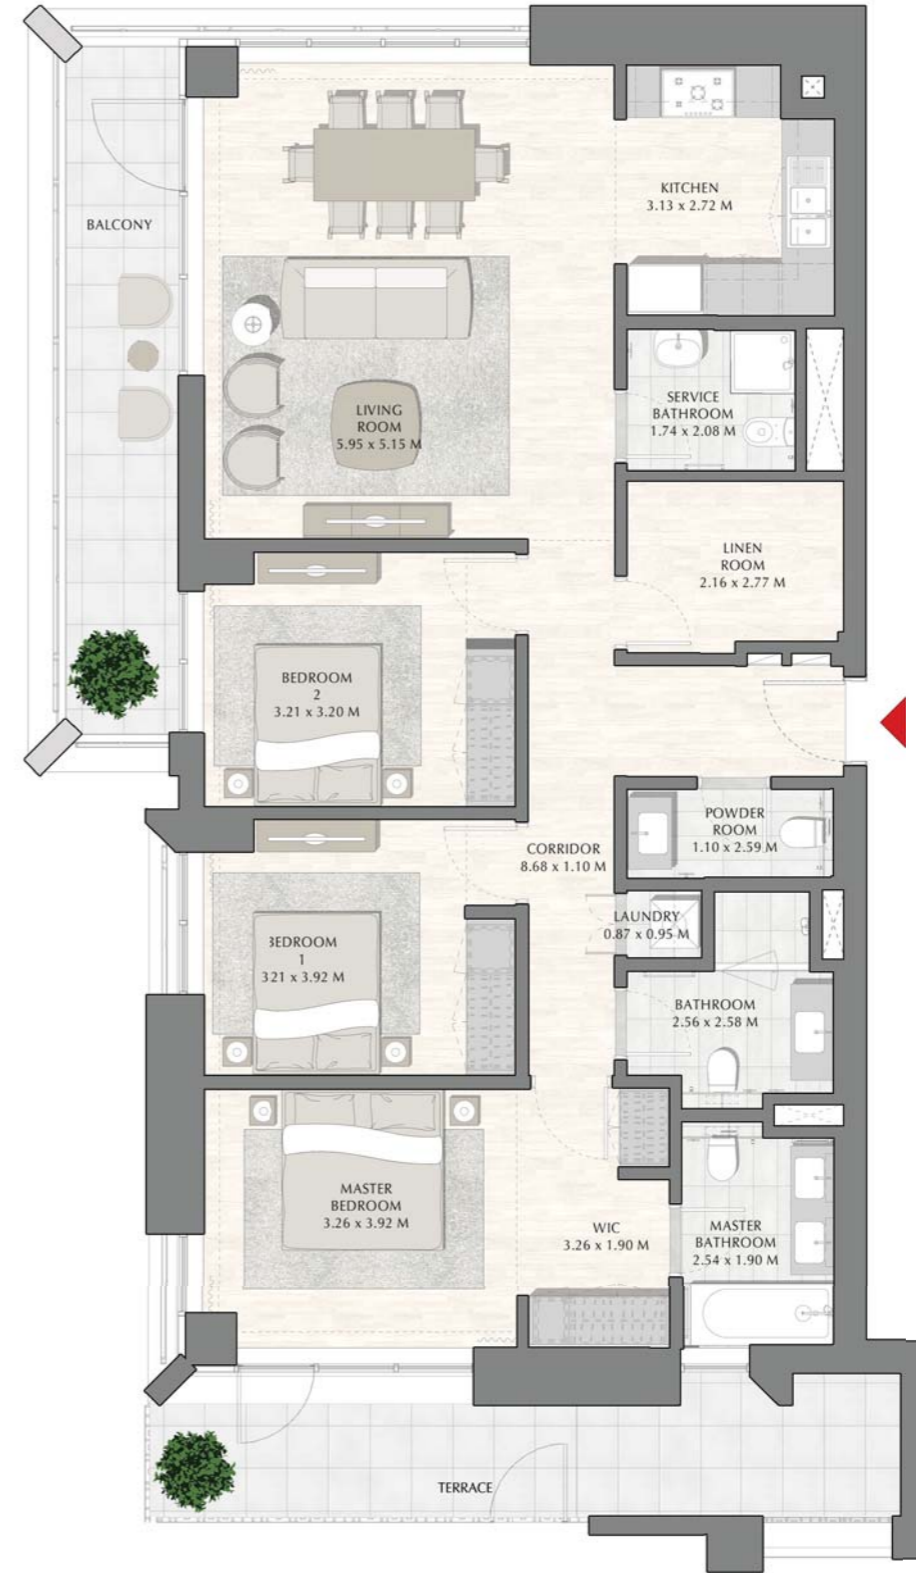 KITCHEN
3.13 x 2.72 M
BALCONY
SERVICE
BATHROOM
1.74 x 2.08 M
LIVING
ROOM
5.95 x 5.15 M
LINEN
ROOM
2.16 x 2.77 M
BEDROOM
2
3.21 x 3.20 M
POWDER
ROOM
1.10 x 2.59 M
CORRIDOR
8.68 x 1.10 M
LAUNDRY
0.87 x 0.95 M
BEDROOM
1
3.21 x 3.92 M
BATHROOM
2.56 x 2.58 M
MASTER
BEDROOM
3.26 x 3.92 M
WIC
3.26 x 1.90 M
MASTER
BATHROOM
2.54 x 1.90 M
TERRACE